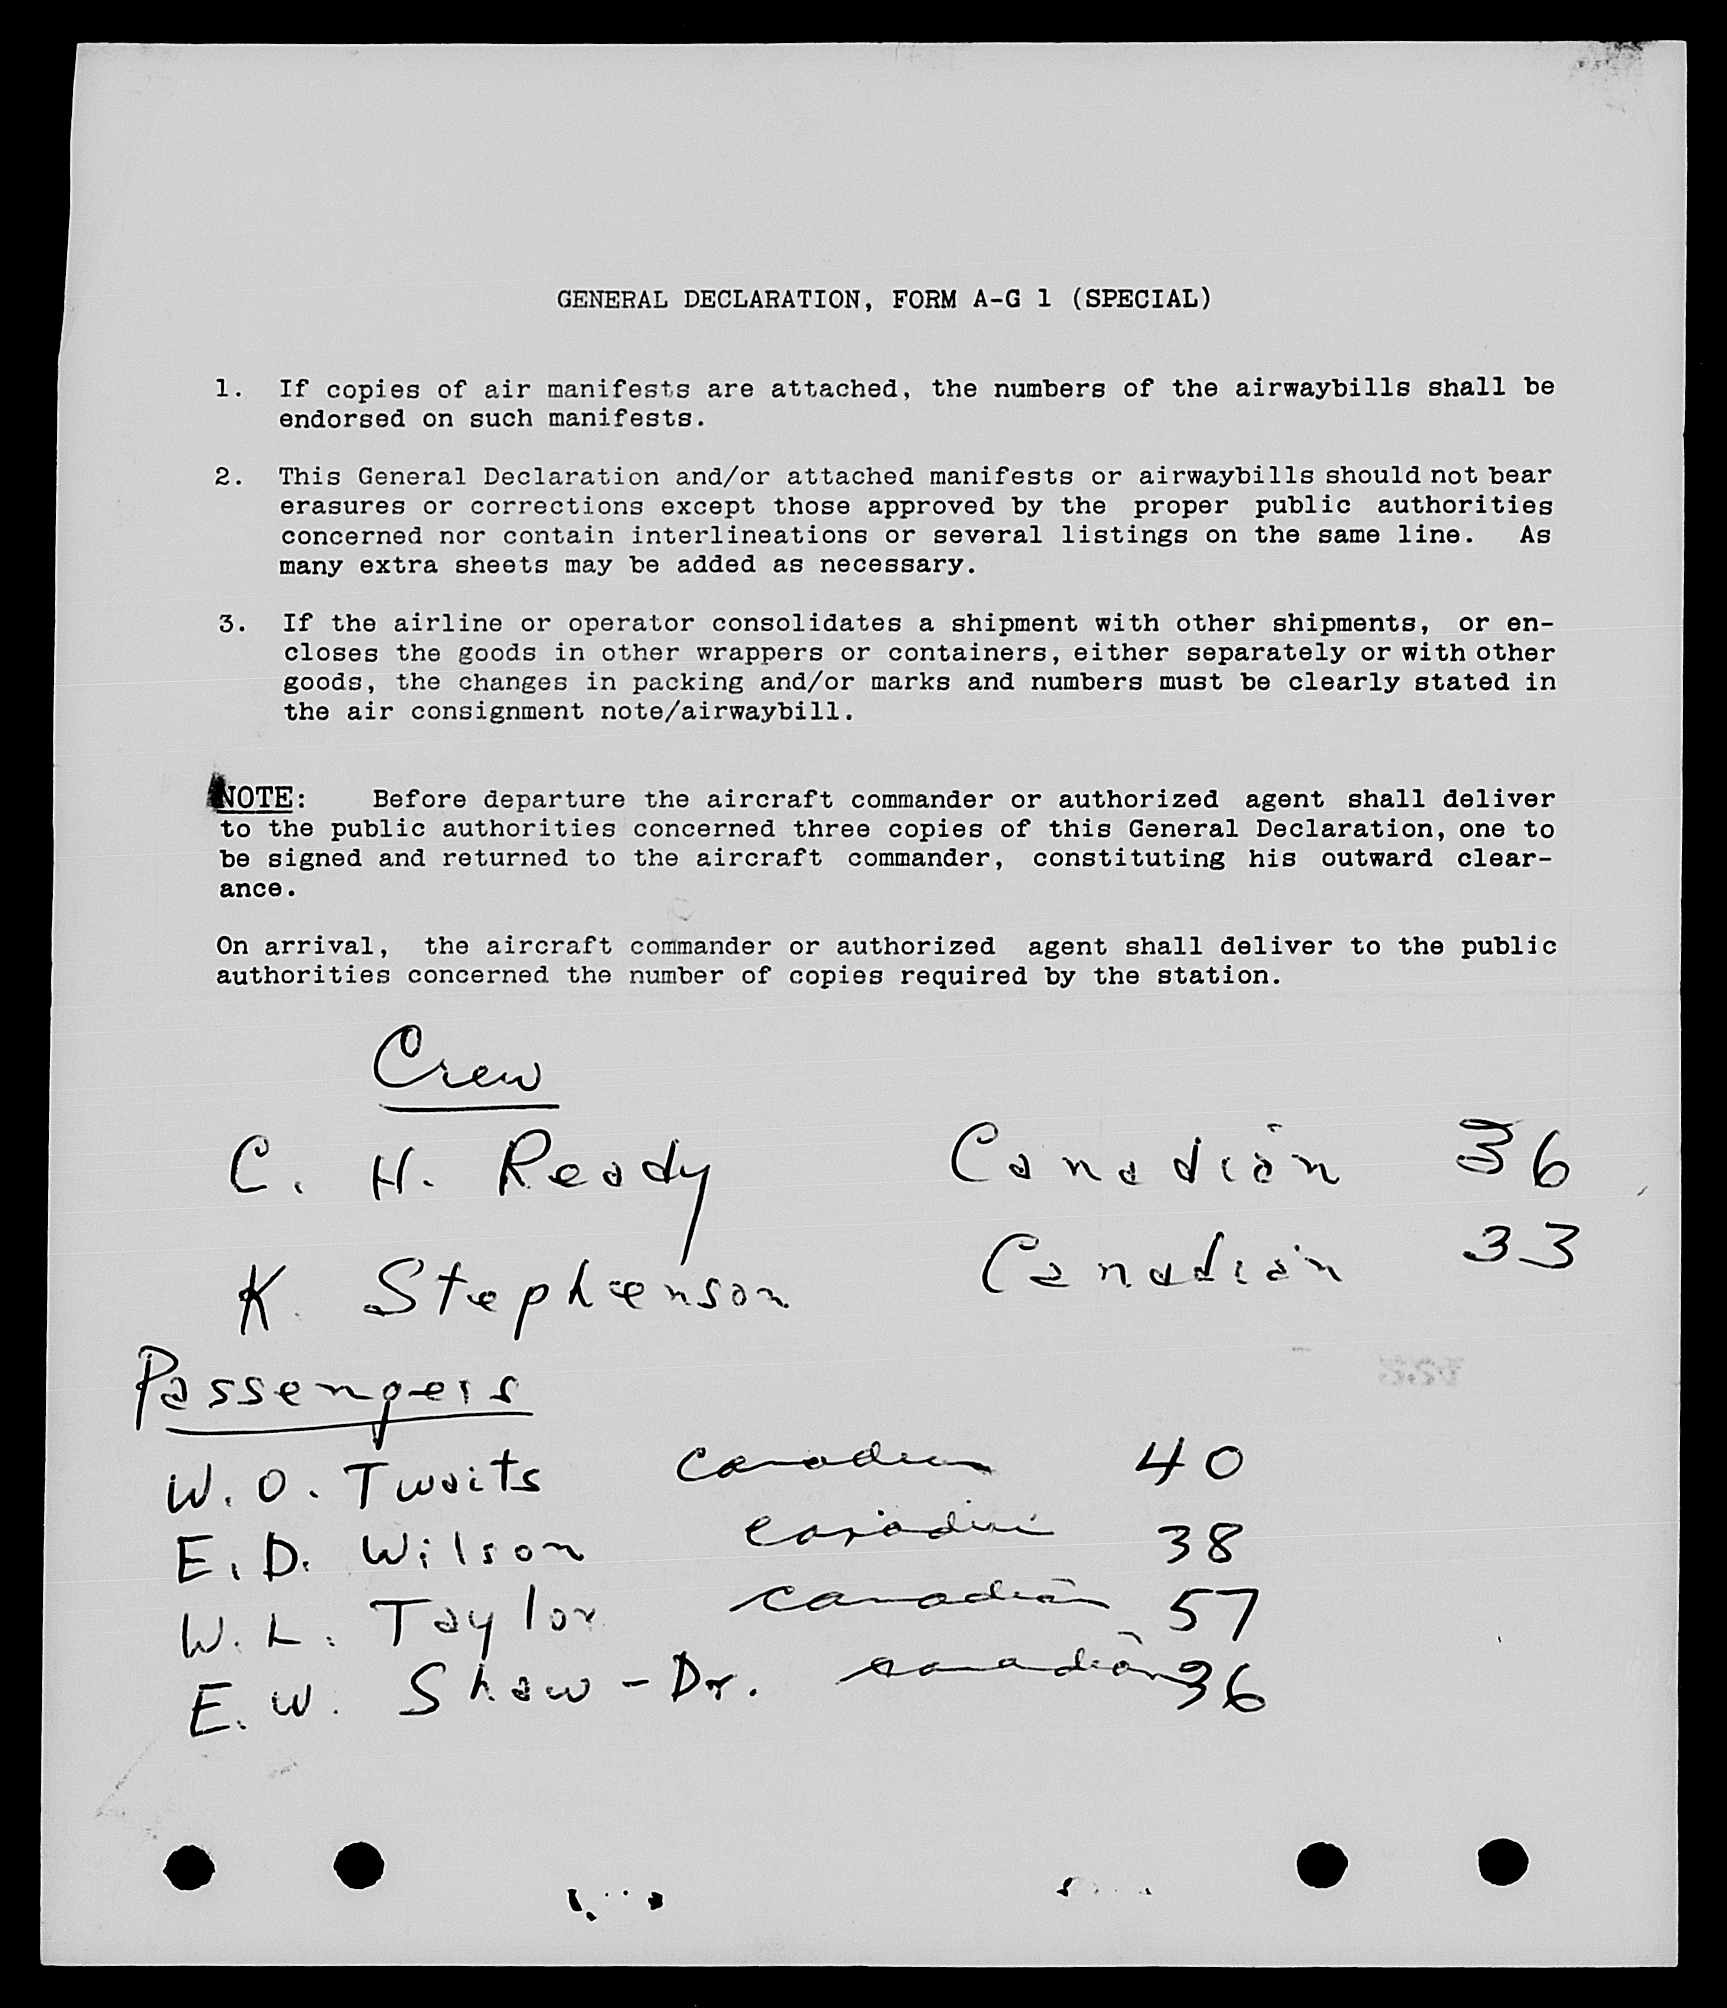 GENERAL DECLARATION, FORM A-G 1 (SPECIAL)
1. If copies of air manifests are attached, the numbers of the airwaybills shall be
endorsed on such manifests.
2. This General Declaration and/or attached manifests or airwaybills should not bear
erasures or corrections except those approved by the proper public authorities
concerned nor contain interlineations or several listings on the same line. As
many extra sheets may be added as necessary.
3. If the airline or operator consolidates a shipment with other shipments, or en-
closes the goods in other wrappers or containers, either separately or with other
goods, the changes in packing and/or marks and numbers must be clearly stated in
the air consignment note/airwaybill.
NOTE: Before departure the aircraft commander or authorized agent shall deliver
to the public authorities concerned three copies of this General Declaration, one to
be signed and returned to the aircraft commander, constituting his outward clear-
ance.
On arrival, the aircraft commander or authorized agent shall deliver to the public
authorities concerned the number of copies required by the station.
Crew
C. H. Ready Canadian 36
K. Stephenson Canadian 33
Passengers
W. O. Twaits Canadian 40
E. D. Wilson Canadian 38
W. L. Taylor Canadian 57
E. W. Shaw - Dr. Canadian 36